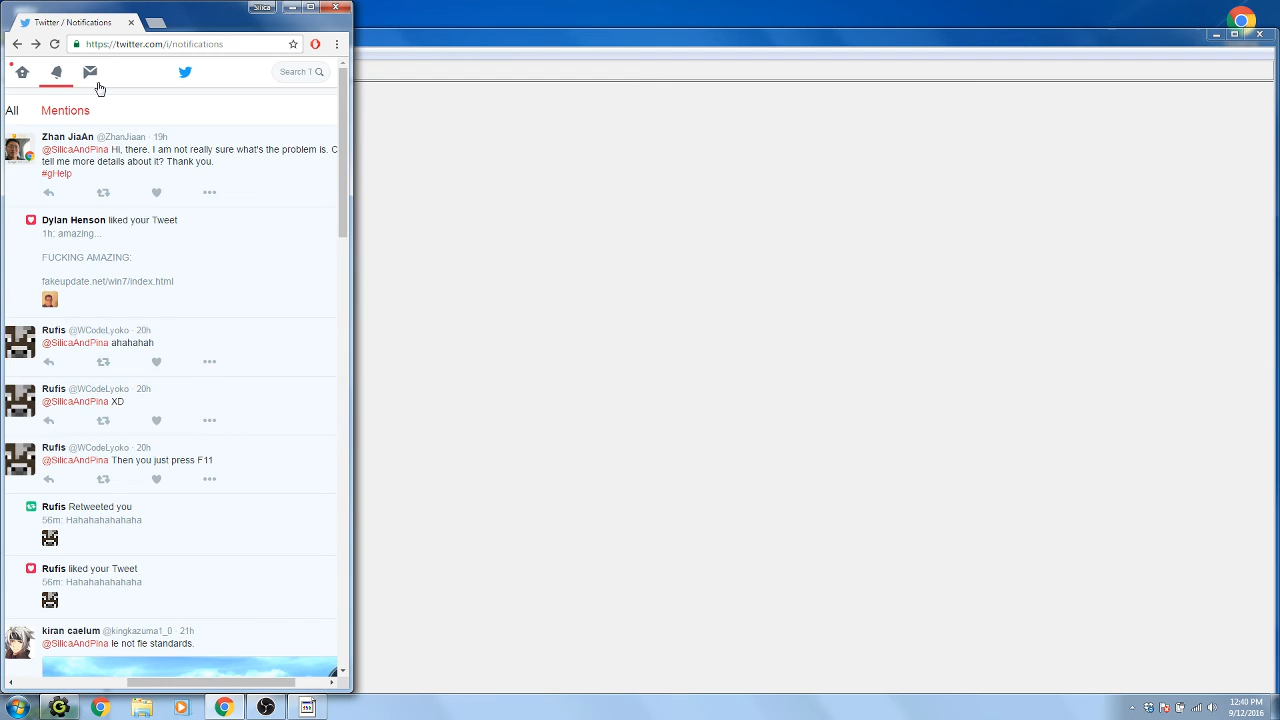 Silica
Twitter / Notifications
https://twitter.com/i/notifications
Search T
All
Mentions
Zhan JiaAn @ZhanJiaan · 19h
@SilicaAndPina Hi, there. I am not really sure what's the problem is. C
tell me more details about it? Thank you.
#gHelp
Dylan Henson liked your Tweet
1h: amazing...
FUCKING AMAZING:
fakeupdate.net/win7/index.html
Rufis @WCodeLyoko · 20h
@SilicaAndPina ahahahah
Rufis @WCodeLyoko · 20h
@SilicaAndPina XD
Rufis @WCodeLyoko · 20h
@SilicaAndPina Then you just press F11
Rufis Retweeted you
56m: Hahahahahahaha
Rufis liked your Tweet
56m: Hahahahahahaha
kiran caelum @kingkazuma1_0 · 21h
@SilicaAndPina Ie not fie standards.
12:40 PM
9/12/2016